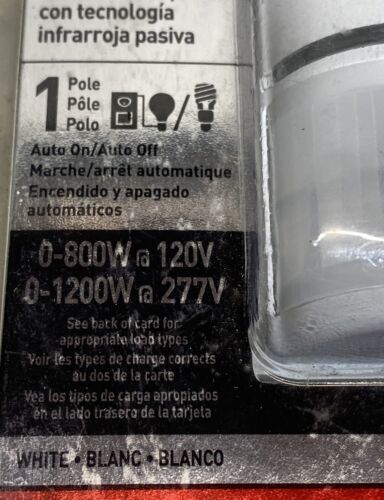 con tecnología
infrarroja pasiva
1 Pole
Pôle
Polo
Auto On/Auto Off
Marche/arrêt automatique
Encendido y apagado
automáticos
0-800W @ 120V
0-1200W @ 277V
See back of card for
appropriate load types
Voir les types de charge corrects
au dos de la carte
Vea los tipos de carga apropiados
en el lado trasero de la tarjeta
WHITE • BLANC • BLANCO